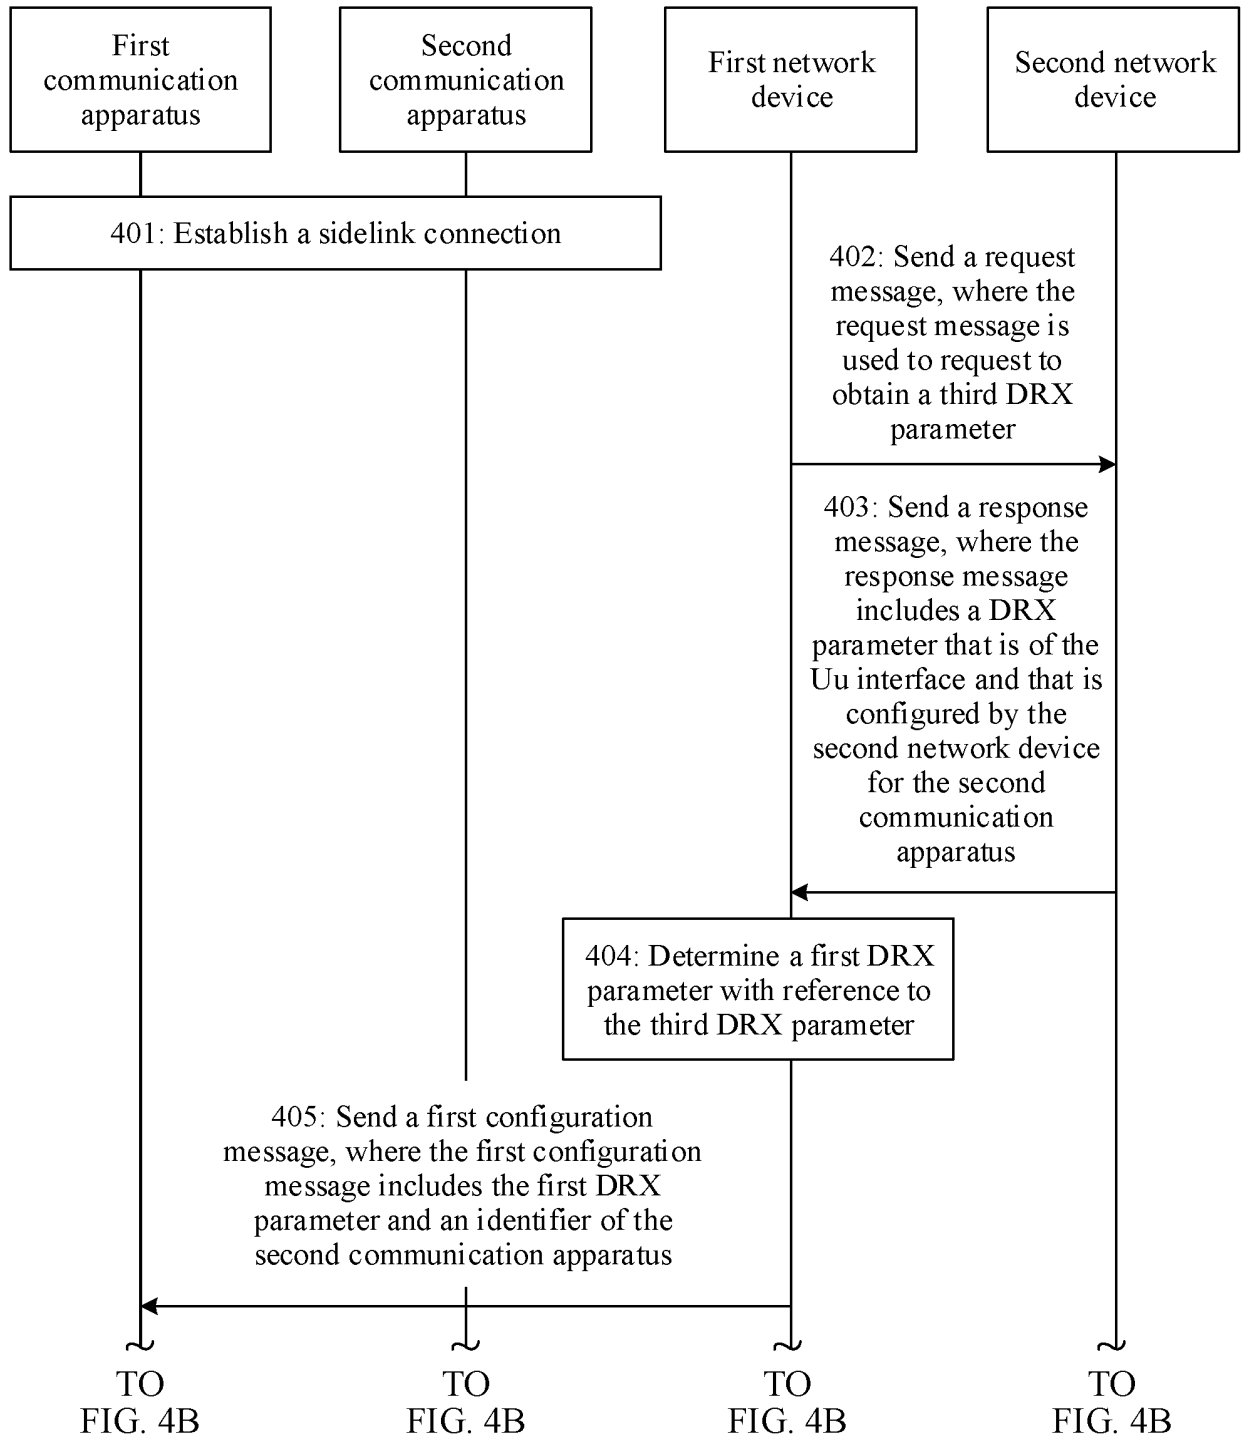 First
communication
apparatus
Second
communication
apparatus
First network
device
Second network
device
401: Establish a sidelink connection
402: Send a request
message, where the
request message is
used to request to
obtain a third DRX
parameter
403: Send a response
message, where the
response message
includes a DRX
parameter that is of the
Uu interface and that is
configured by the
second network device
for the second
communication
apparatus
404: Determine a first DRX
parameter with reference to
the third DRX parameter
405: Send a first configuration
message, where the first configuration
message includes the first DRX
parameter and an identifier of the
second communication apparatus
TO
FIG. 4B
TO
FIG. 4B
TO
FIG. 4B
TO
FIG. 4B